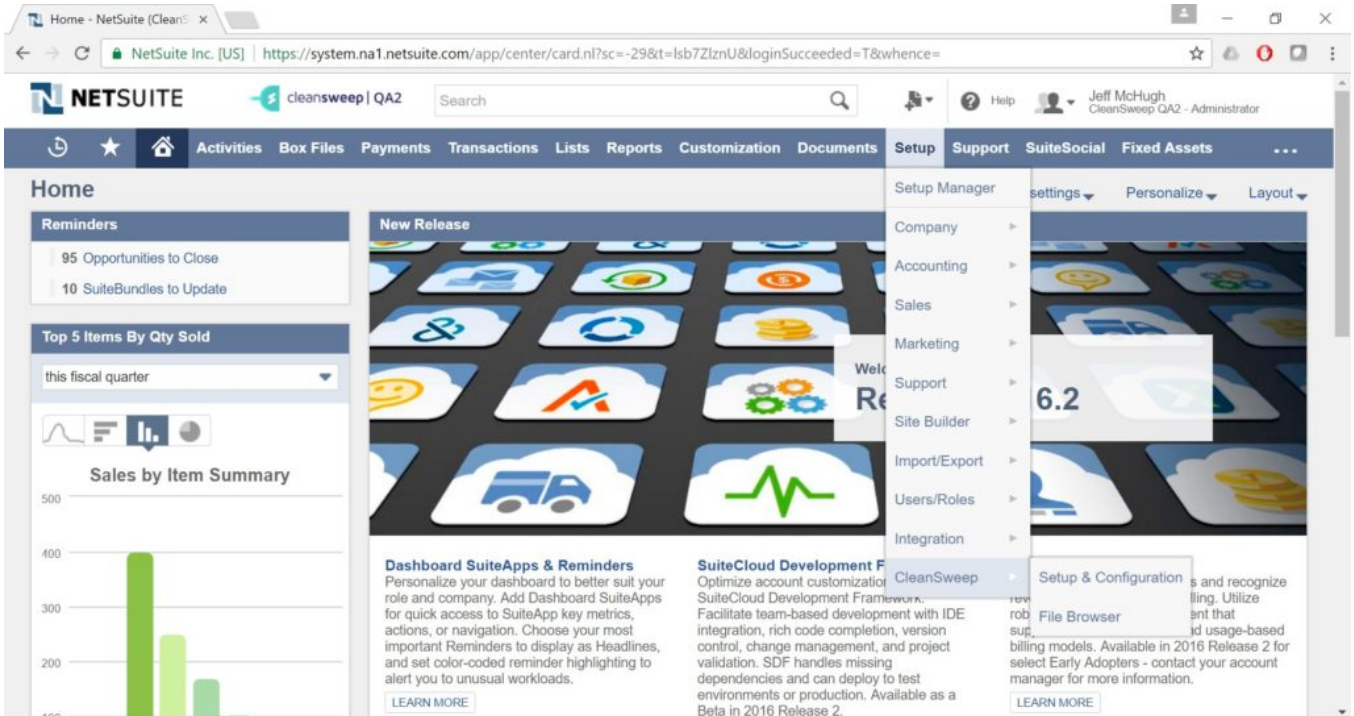 Home - NetSuite (CleanS
NetSuite Inc. [US] https://system.na1.netsuite.com/app/center/card.nl?sc=-29&t=lsb7ZIznU&loginSucceeded=T&whence=
NETSUITE
cleansweep | QA2
Search
Help
Jeff McHugh
CleanSweep QA2 - Administrator
Activities Box Files Payments Transactions Lists Reports Customization Documents Setup Support SuiteSocial Fixed Assets ...
Home
settings Personalize Layout
Setup Manager
Company
Accounting
Sales
Marketing
Support
Site Builder
Import/Export
Users/Roles
Integration
CleanSweep
Setup & Configuration
File Browser
Reminders
95 Opportunities to Close
10 SuiteBundles to Update
Top 5 Items By Qty Sold
this fiscal quarter
Sales by Item Summary
500
400
300
200
New Release
6.2
Dashboard SuiteApps & Reminders
Personalize your dashboard to better suit your
role and company. Add Dashboard SuiteApps
for quick access to SuiteApp key metrics,
actions, or navigation. Choose your most
important Reminders to display as Headlines,
and set color-coded reminder highlighting to
alert you to unusual workloads.
LEARN MORE
SuiteCloud Development F
Optimize account customization
SuiteCloud Development Framework.
Facilitate team-based development with IDE
integration, rich code completion, version
control, change management, and project
validation. SDF handles missing
dependencies and can deploy to test
environments or production. Available as a
Beta in 2016 Release 2.
s and recognize
lling. Utilize
ent that
d usage-based
billing models. Available in 2016 Release 2 for
select Early Adopters - contact your account
manager for more information.
LEARN MORE